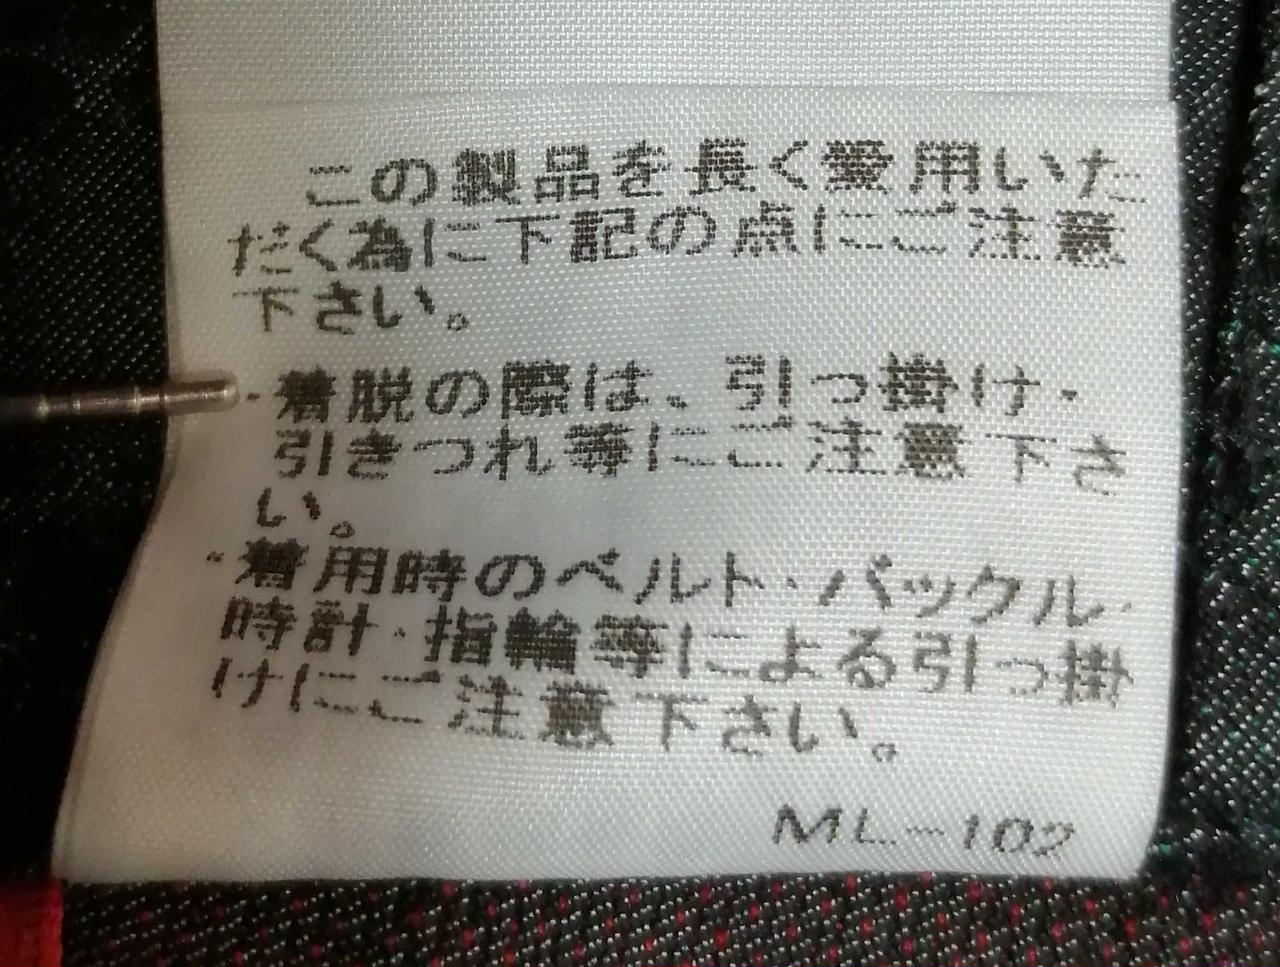 この製品を長く愛用いた
だく為に下記の点にご注意
下さい。
・着脱の際は、引っ掛け・
引きつれ等にご注意下さ
い。
・着用時のベルト・バックル・
時計・指輪等による引っ掛
けにご注意下さい。
ML-102